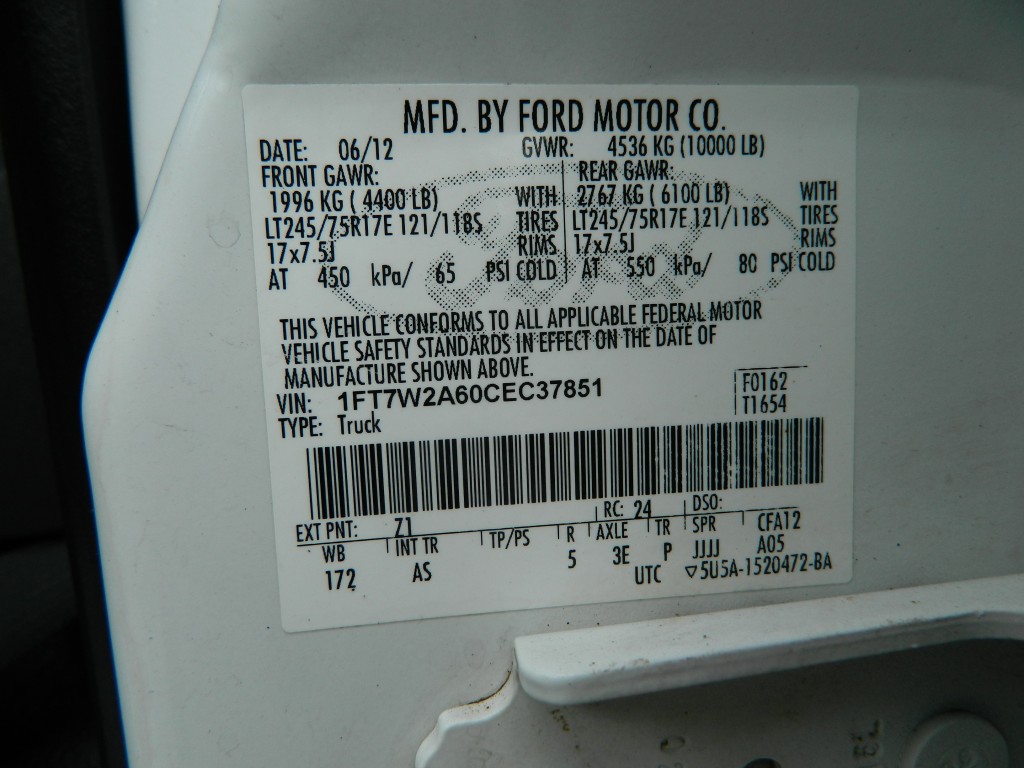 MFD. BY FORD MOTOR CO.
DATE: 06/12 GVWR: 4536 KG (10000 LB)
FRONT GAWR: REAR GAWR:
1996 KG ( 4400 LB) WITH 2767 KG ( 6100 LB) WITH
LT245/75R17E 121/118S TIRES LT245/75R17E 121/118S TIRES
17x7.5J RIMS 17x7.5J RIMS
AT 450 kPa/ 65 PSI COLD AT 550 kPa/ 80 PSI COLD
THIS VEHICLE CONFORMS TO ALL APPLICABLE FEDERAL MOTOR
VEHICLE SAFETY STANDARDS IN EFFECT ON THE DATE OF
MANUFACTURE SHOWN ABOVE.
VIN: 1FT7W2A60CEC37851 F0162
TYPE: Truck T1654
EXT PNT: Z1 RC: 24 DSO:
WB INT TR TP/PS R AXLE TR SPR CFA12
172 AS 5 3E P JJJJ A05
UTC ▽5U5A-1520472-BA